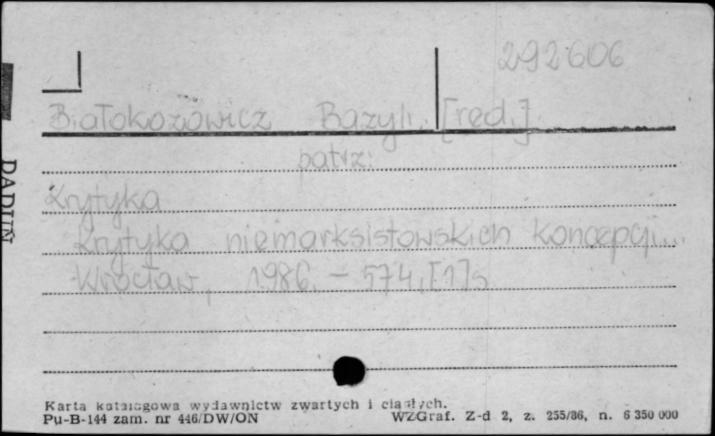 292606
Białokozowicz Bazyli. [red.]
patrz:
Krytyka
Krytyka niemarksistowskich koncepcji...
Wrocław, 1986. – 574, [1] s
DADUŃ
Karta katalogowa wydawnictw zwartych i ciągłych.
Pu-B-144 zam. nr 446/DW/ON WZGraf. Z-d 2, z. 255/86, n. 6 350 000